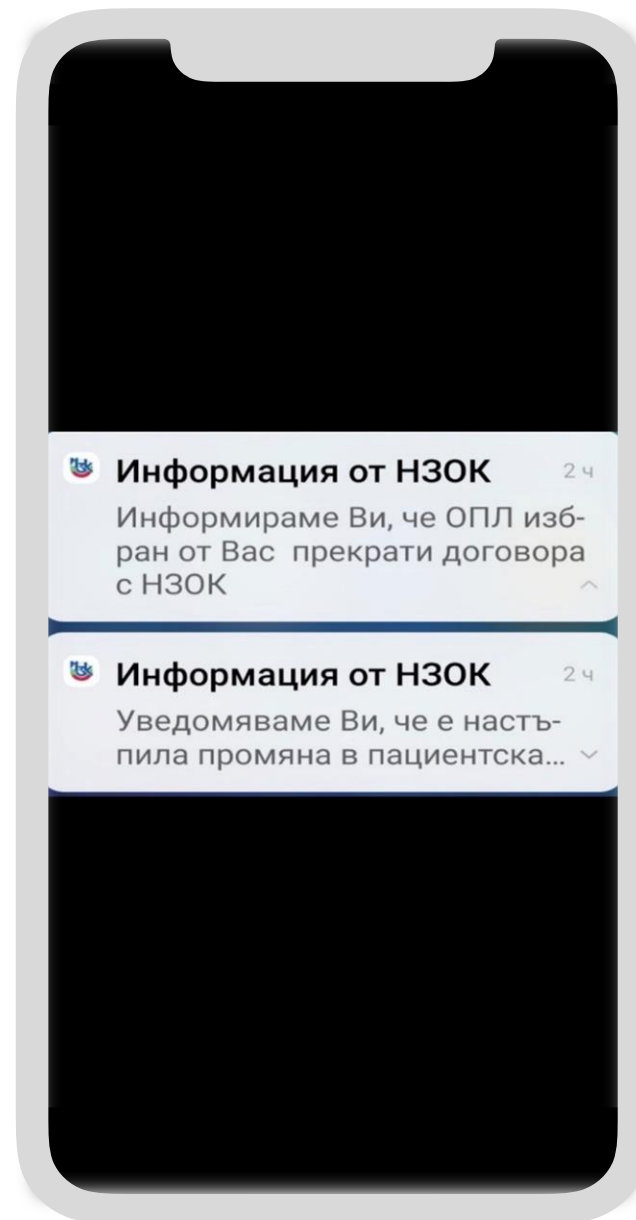 Информация от НЗОК 2 ч
Информираме Ви, че ОПЛ изб-
ран от Вас прекрати договора
с НЗОК
Информация от НЗОК 2 ч
Уведомяваме Ви, че е настъ-
пила промяна в пациентска...